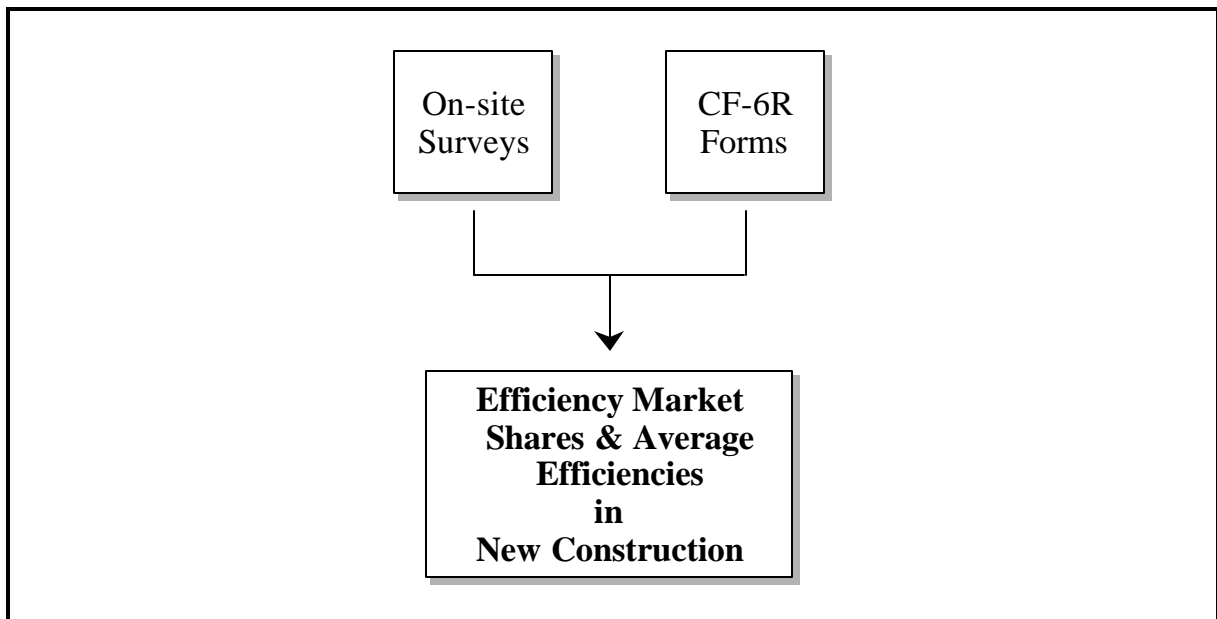 On-site
Surveys
CF-6R
Forms
Efficiency Market
Shares & Average
Efficiencies
in
New Construction